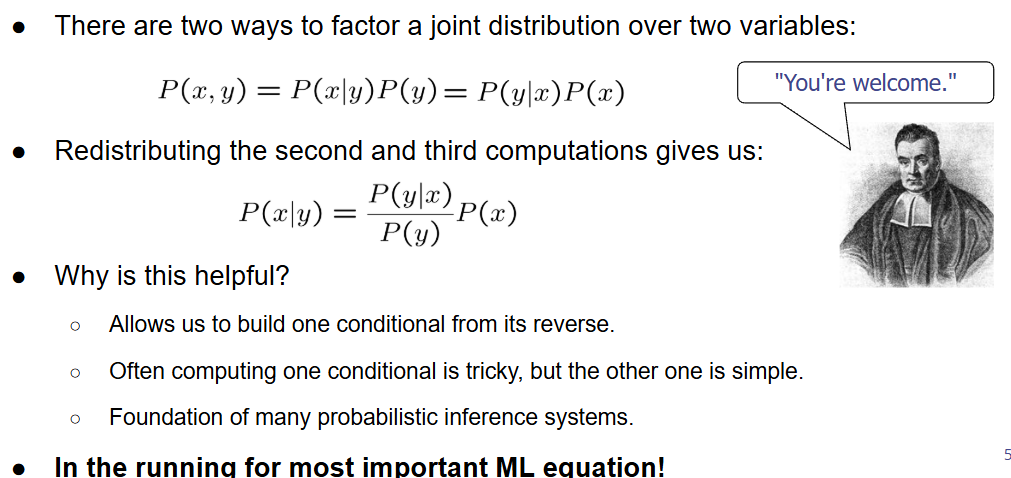 ● There are two ways to factor a joint distribution over two variables:
P(x, y) = P(x|y)P(y) = P(y|x)P(x)
"You're welcome."
● Redistributing the second and third computations gives us:
P(x|y) = P(y|x)/P(y) P(x)
● Why is this helpful?
○ Allows us to build one conditional from its reverse.
○ Often computing one conditional is tricky, but the other one is simple.
○ Foundation of many probabilistic inference systems.
● In the running for most important ML equation!
5